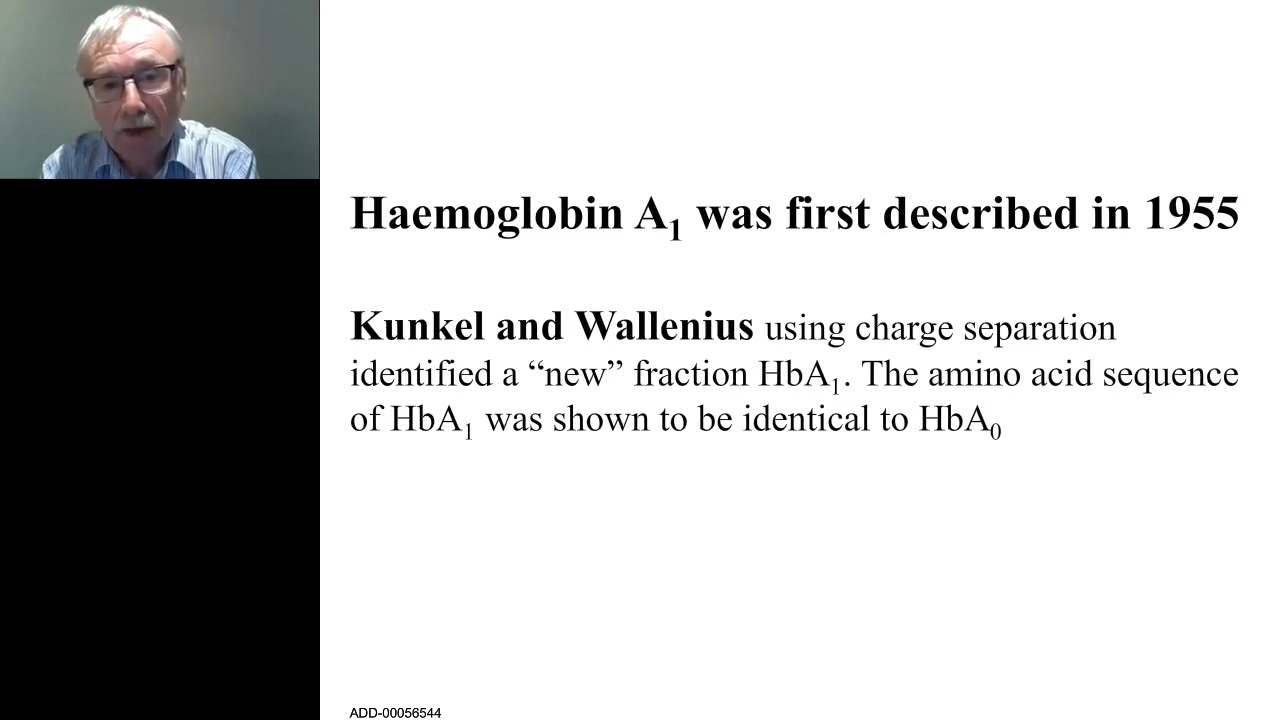 Haemoglobin A₁ was first described in 1955
Kunkel and Wallenius using charge separation
identified a “new” fraction HbA₁. The amino acid sequence
of HbA₁ was shown to be identical to HbA₀
ADD-00056544